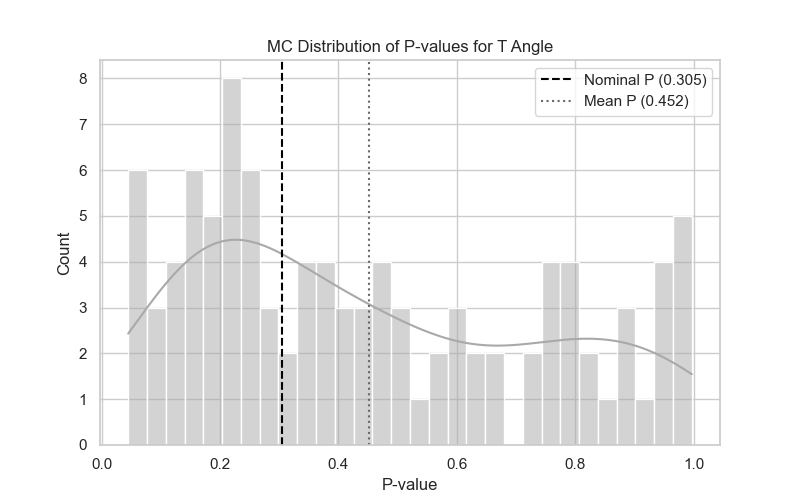 MC Distribution of P-values for T Angle
Nominal P (0.305)
Mean P (0.452)
Count
8
7
6
5
4
3
2
1
0
0.0 0.2 0.4 0.6 0.8 1.0
P-value